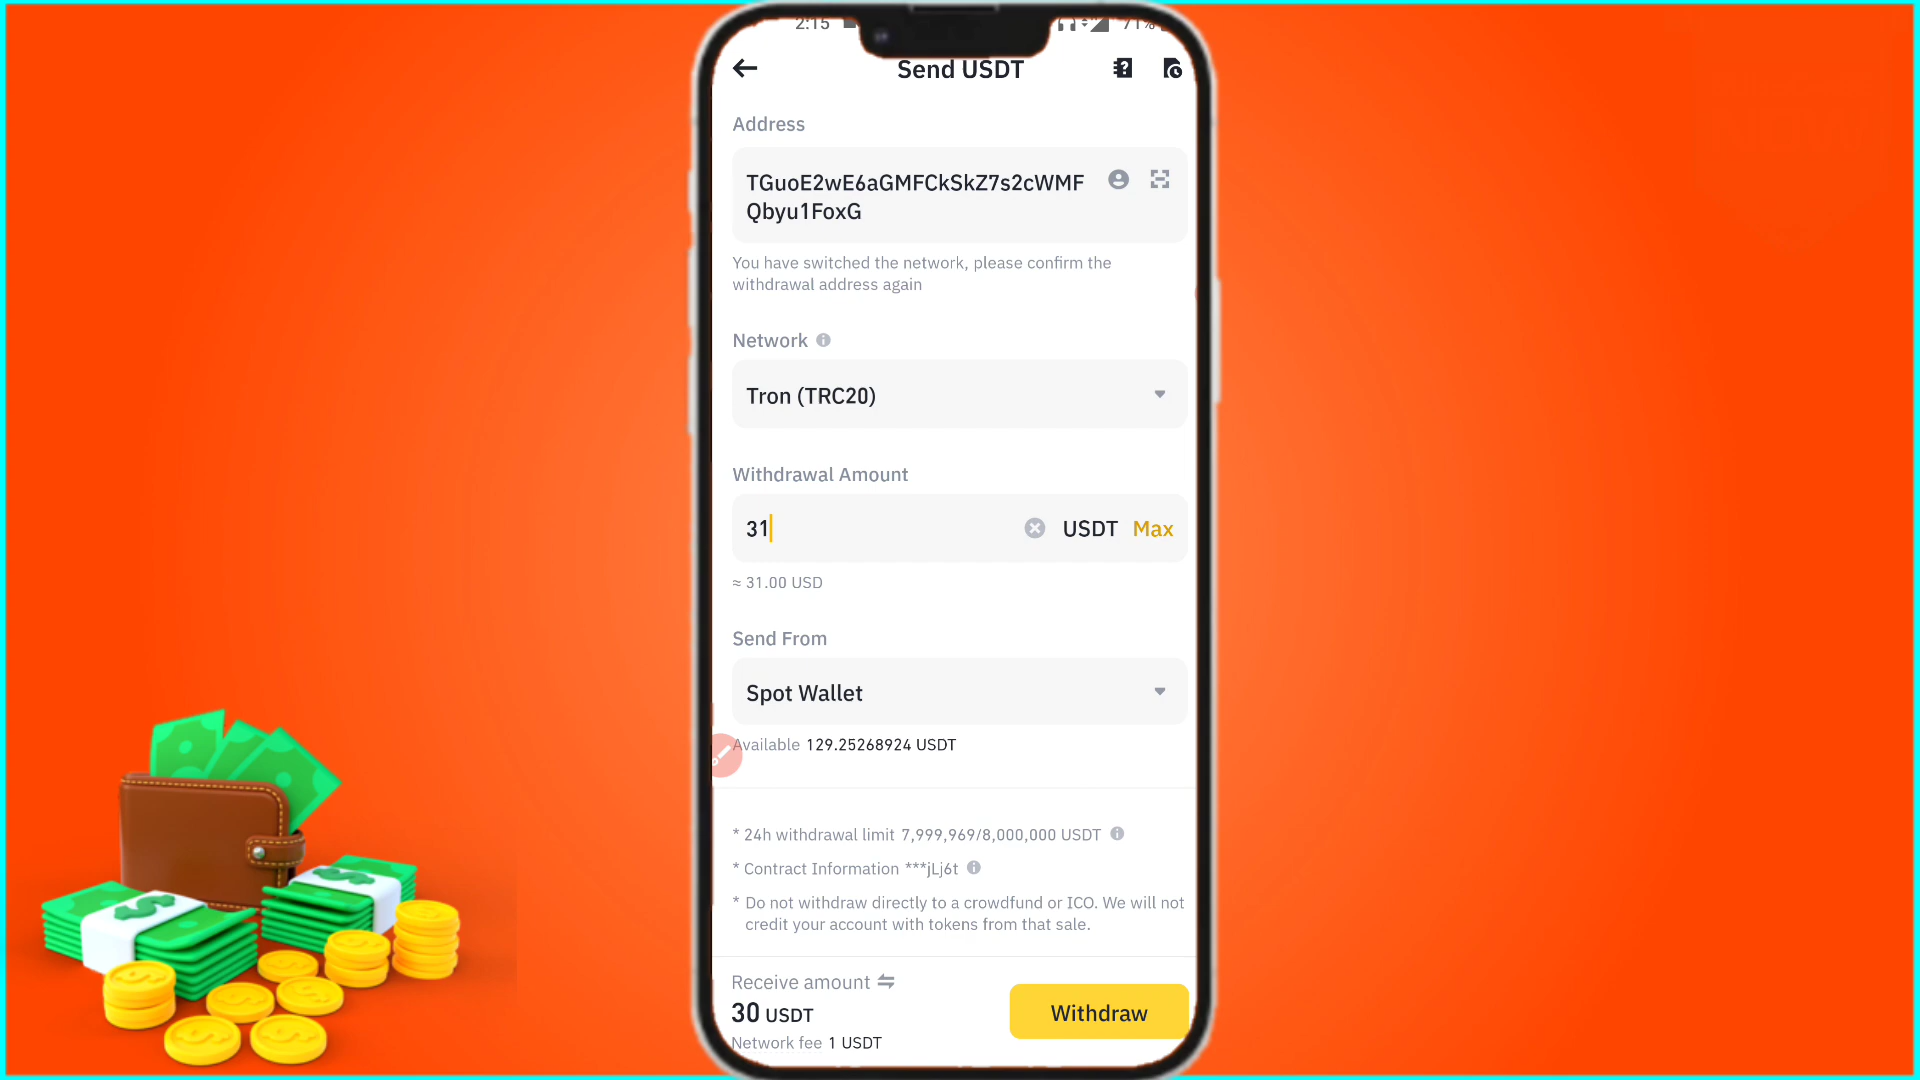 2:15 71%
Send USDT
Address
TGuoE2wE6aGMFCkSkZ7s2cWMF
Qbyu1FoxG
You have switched the network, please confirm the
withdrawal address again
Network
Tron (TRC20)
Withdrawal Amount
31 USDT Max
≈ 31.00 USD
Send From
Spot Wallet
Available 129.25268924 USDT
* 24h withdrawal limit 7,999,969/8,000,000 USDT
* Contract Information ***jLj6t
* Do not withdraw directly to a crowdfund or ICO. We will not
credit your account with tokens from that sale.
Receive amount
30 USDT
Withdraw
Network fee 1 USDT